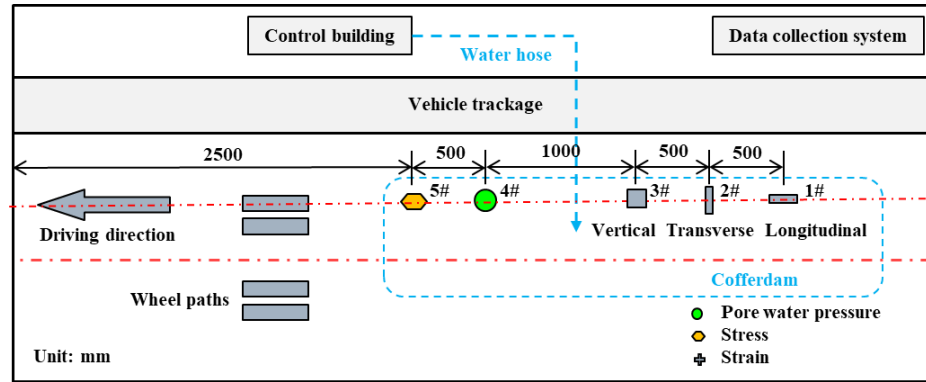 Control building
Data collection system
Water hose
Vehicle trackage
2500
500
1000
500
500
5#
4#
3#
2#
1#
Driving direction
Vertical
Transverse
Longitudinal
Cofferdam
Wheel paths
Pore water pressure
Stress
Strain
Unit: mm